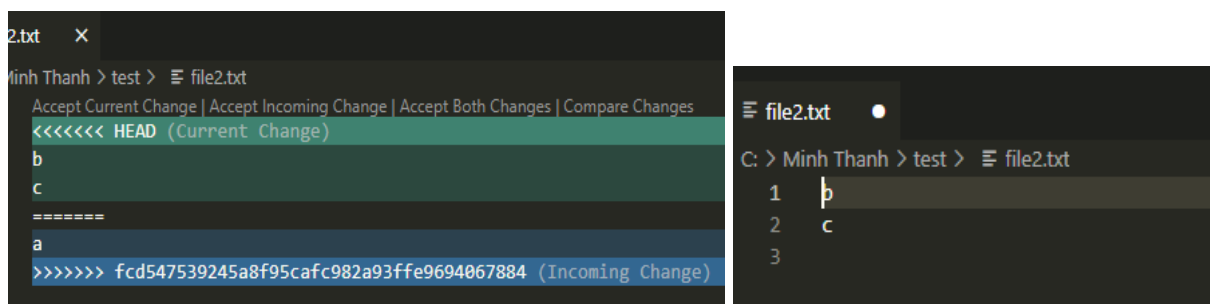 2.txt ×
Minh Thanh > test > file2.txt
Accept Current Change | Accept Incoming Change | Accept Both Changes | Compare Changes
<<<<<<< HEAD (Current Change)
b
c
=======
a
>>>>>>> fcd547539245a8f95cafc982a93ffe9694067884 (Incoming Change)
file2.txt ●
C: > Minh Thanh > test > file2.txt
1 b
2 c
3